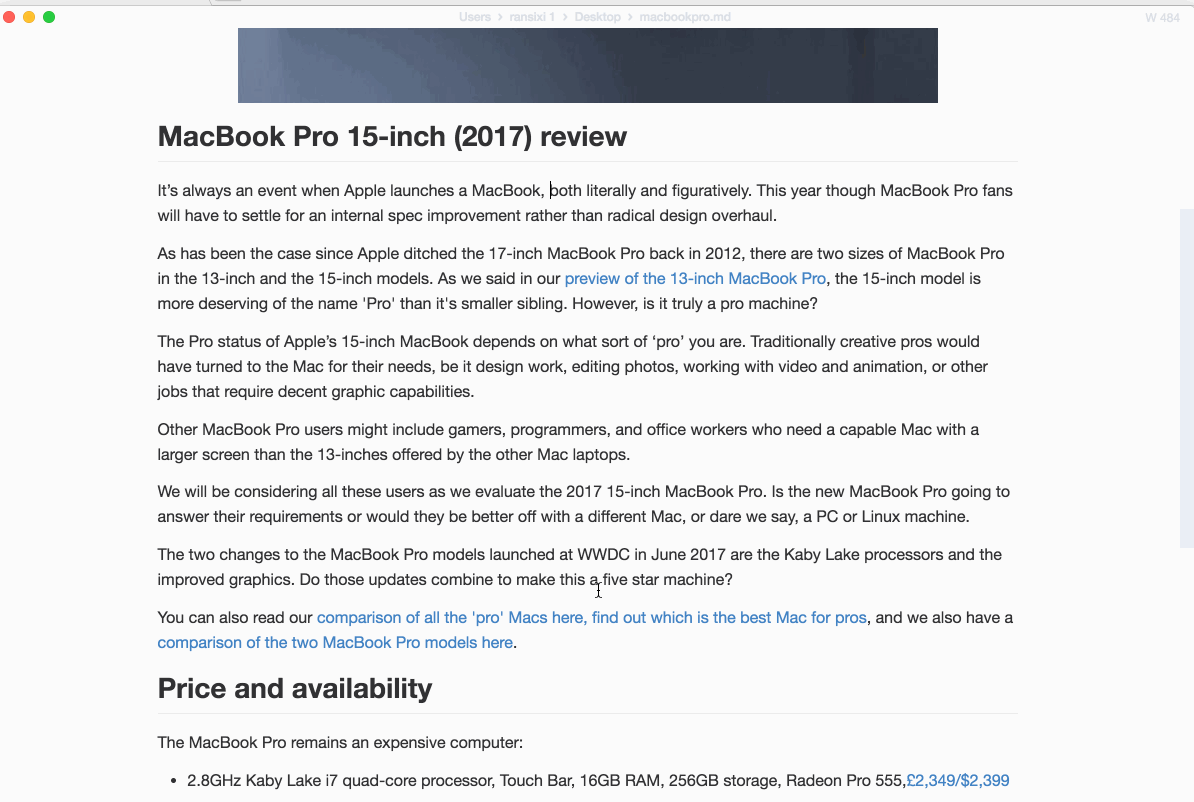 Users › ransixi 1 › Desktop › macbookpro.md
W 484
MacBook Pro 15-inch (2017) review
It’s always an event when Apple launches a MacBook, both literally and figuratively. This year though MacBook Pro fans
will have to settle for an internal spec improvement rather than radical design overhaul.
As has been the case since Apple ditched the 17-inch MacBook Pro back in 2012, there are two sizes of MacBook Pro
in the 13-inch and the 15-inch models. As we said in our preview of the 13-inch MacBook Pro, the 15-inch model is
more deserving of the name 'Pro' than it's smaller sibling. However, is it truly a pro machine?
The Pro status of Apple’s 15-inch MacBook depends on what sort of ‘pro’ you are. Traditionally creative pros would
have turned to the Mac for their needs, be it design work, editing photos, working with video and animation, or other
jobs that require decent graphic capabilities.
Other MacBook Pro users might include gamers, programmers, and office workers who need a capable Mac with a
larger screen than the 13-inches offered by the other Mac laptops.
We will be considering all these users as we evaluate the 2017 15-inch MacBook Pro. Is the new MacBook Pro going to
answer their requirements or would they be better off with a different Mac, or dare we say, a PC or Linux machine.
The two changes to the MacBook Pro models launched at WWDC in June 2017 are the Kaby Lake processors and the
improved graphics. Do those updates combine to make this a five star machine?
You can also read our comparison of all the 'pro' Macs here, find out which is the best Mac for pros, and we also have a
comparison of the two MacBook Pro models here.
Price and availability
The MacBook Pro remains an expensive computer:
• 2.8GHz Kaby Lake i7 quad-core processor, Touch Bar, 16GB RAM, 256GB storage, Radeon Pro 555,£2,349/$2,399